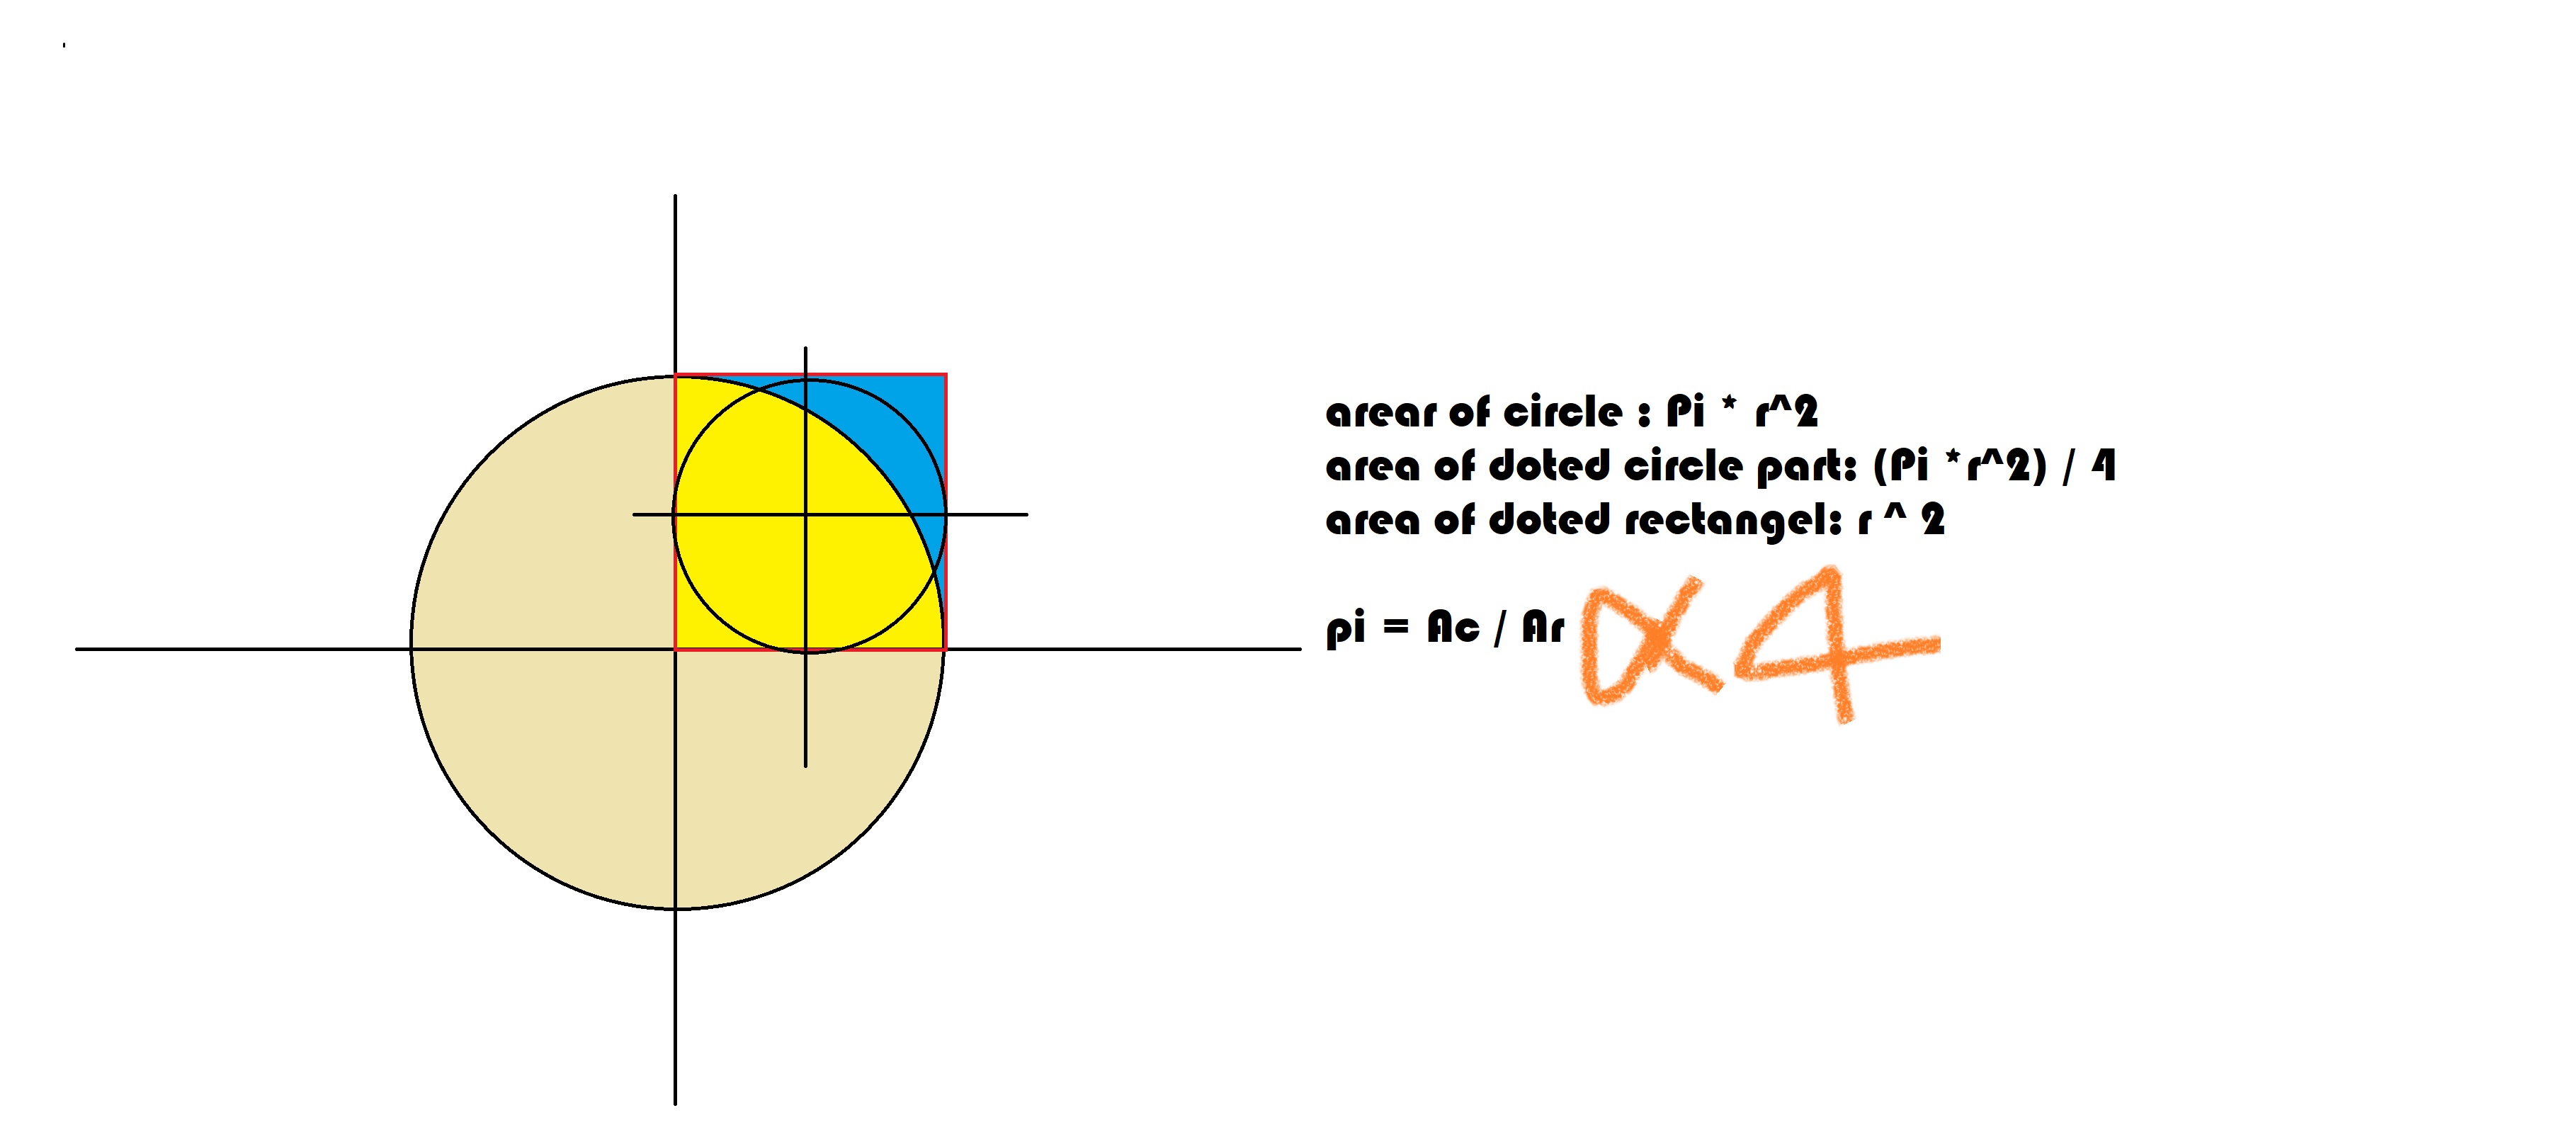 arear of circle : Pi * r^2
area of doted circle part: (Pi *r^2) / 4
area of doted rectangel: r ^ 2
pi = Ac / Ar x4